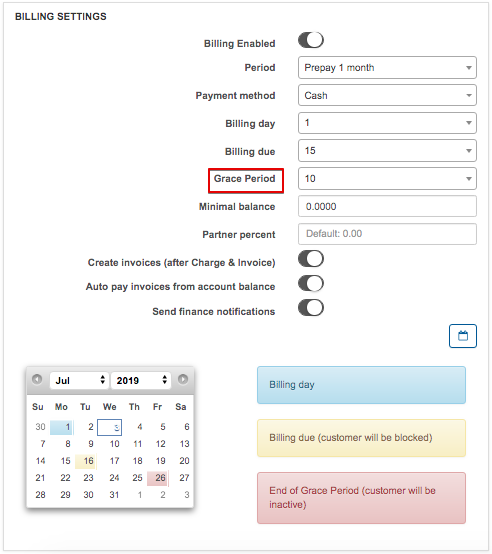 BILLING SETTINGS
Billing Enabled
Period Prepay 1 month
Payment method Cash
Billing day 1
Billing due 15
Grace Period 10
Minimal balance 0.0000
Partner percent Default: 0.00
Create invoices (after Charge & Invoice)
Auto pay invoices from account balance
Send finance notifications
Jul 2019
Su Mo Tu We Th Fr Sa
30 1 2 3 4 5 6
7 8 9 10 11 12 13
14 15 16 17 18 19 20
21 22 23 24 25 26 27
28 29 30 31 1 2 3
Billing day
Billing due (customer will be blocked)
End of Grace Period (customer will be
inactive)